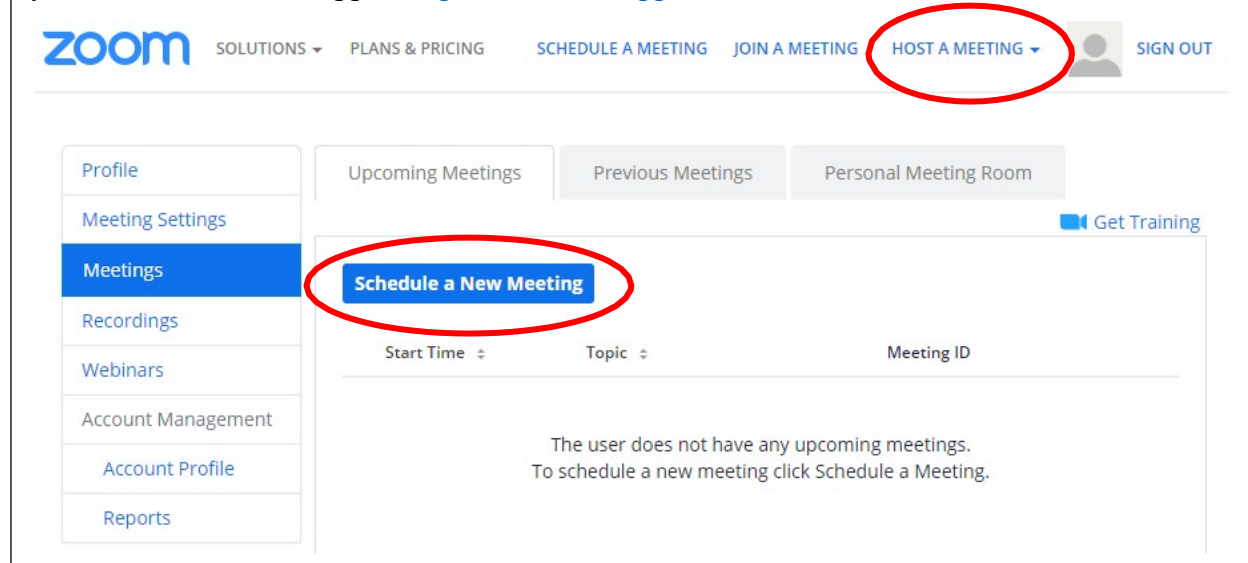 zoom SOLUTIONS PLANS & PRICING SCHEDULE A MEETING JOIN A MEETING HOST A MEETING SIGN OUT
Profile
Meeting Settings
Meetings
Recordings
Webinars
Account Management
Account Profile
Reports
Upcoming Meetings Previous Meetings Personal Meeting Room
Get Training
Schedule a New Meeting
Start Time Topic Meeting ID
The user does not have any upcoming meetings.
To schedule a new meeting click Schedule a Meeting.